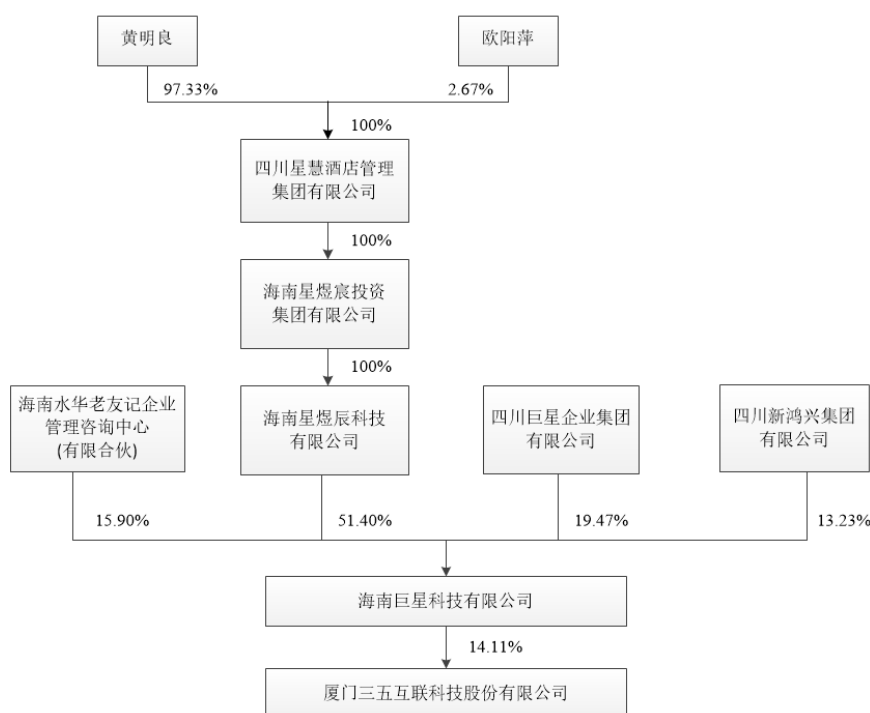 黄明良
欧阳萍
97.33%
2.67%
100%
四川星慧酒店管理
集团有限公司
100%
海南星煜宸投资
集团有限公司
100%
海南水华老友记企业
管理咨询中心
(有限合伙)
海南星煜辰科技
有限公司
四川巨星企业集团
有限公司
四川新鸿兴集团
有限公司
15.90%
51.40%
19.47%
13.23%
海南巨星科技有限公司
14.11%
厦门三五互联科技股份有限公司